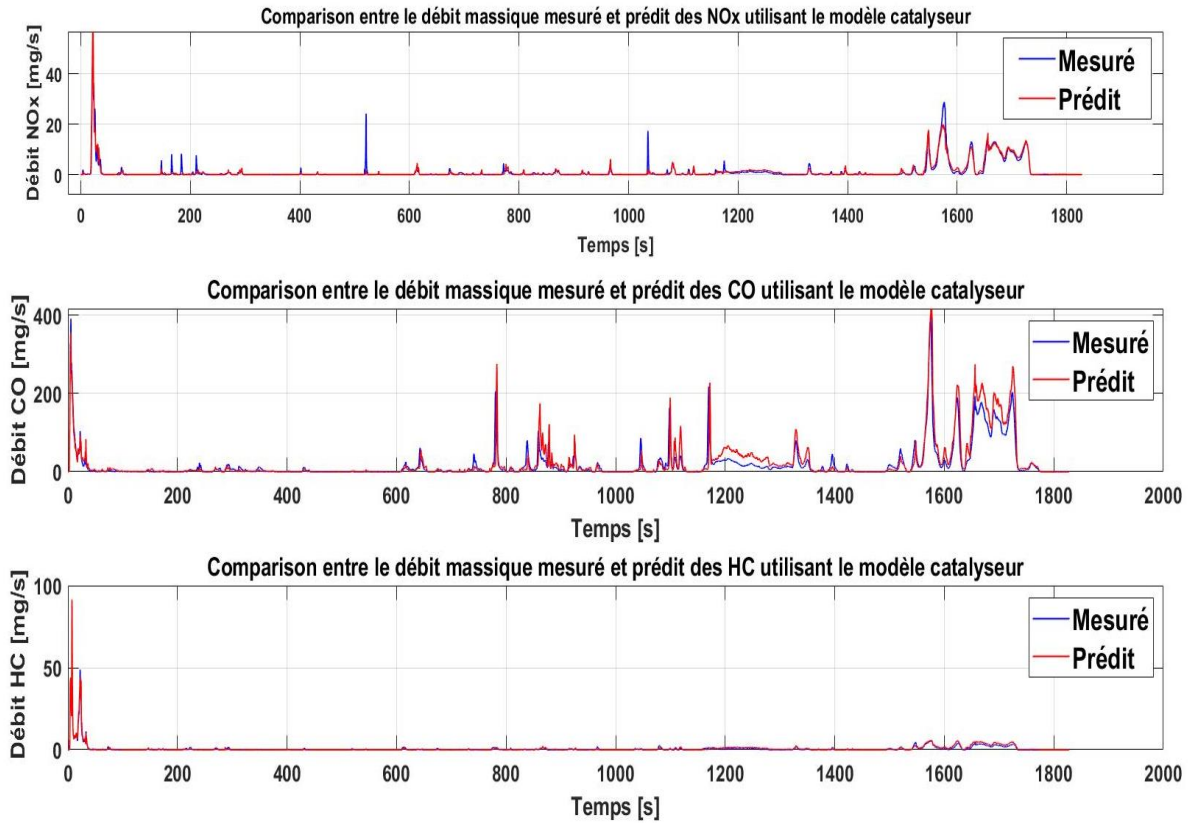 Comparison entre le débit massique mesuré et prédit des NOx utilisant le modèle catalyseur
Débit NOx [mg/s]
40
20
0
Mesuré
Prédit
0 200 400 600 800 1000 1200 1400 1600 1800
Temps [s]
Comparison entre le débit massique mesuré et prédit des CO utilisant le modèle catalyseur
Débit CO [mg/s]
400
200
0
Mesuré
Prédit
0 200 400 600 800 1000 1200 1400 1600 1800 2000
Temps [s]
Comparison entre le débit massique mesuré et prédit des HC utilisant le modèle catalyseur
Débit HC [mg/s]
100
50
0
Mesuré
Prédit
0 200 400 600 800 1000 1200 1400 1600 1800 2000
Temps [s]